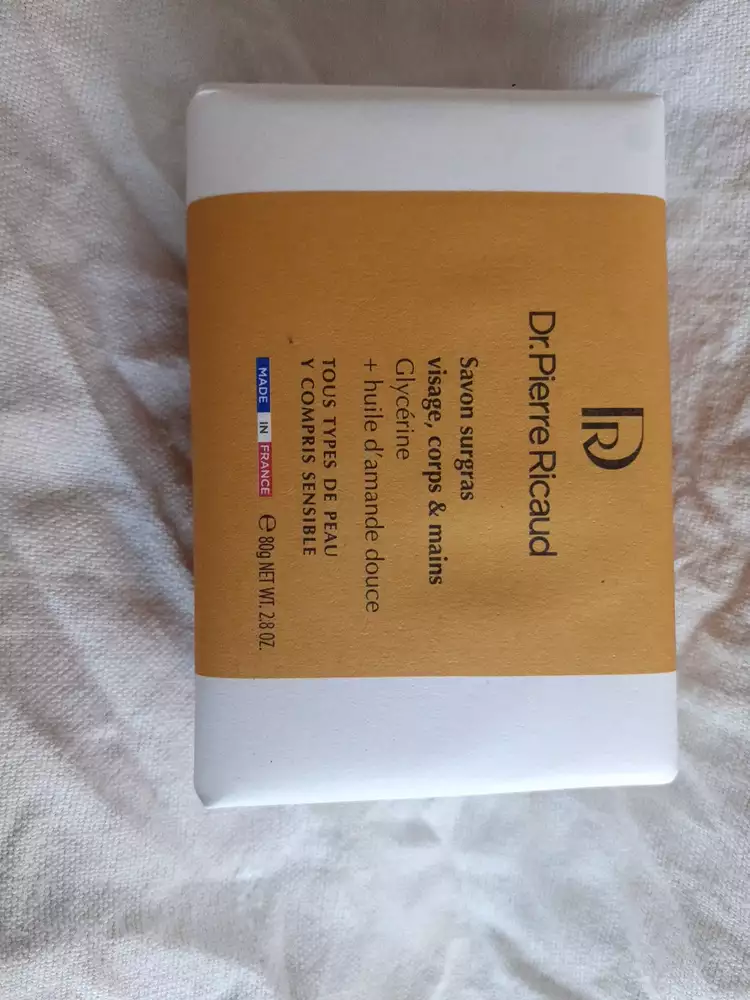 Dr.Pierre Ricaud
Savon surgras
visage, corps & mains
Glycérine
+ huile d'amande douce
TOUS TYPES DE PEAU
Y COMPRIS SENSIBLE
MADE IN FRANCE e 80g NET WT. 2.8 OZ.